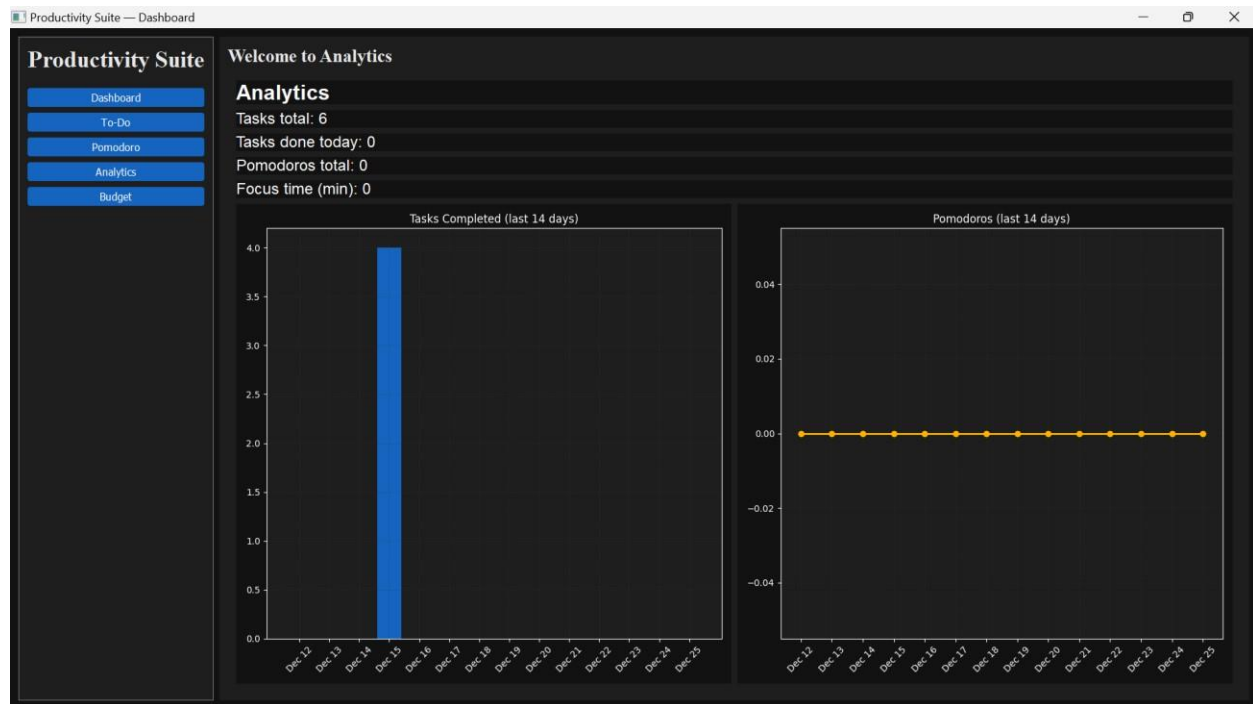 Productivity Suite — Dashboard
Productivity Suite
Dashboard
To-Do
Pomodoro
Analytics
Budget
Welcome to Analytics
Analytics
Tasks total: 6
Tasks done today: 0
Pomodoros total: 0
Focus time (min): 0
Tasks Completed (last 14 days)
4.0
3.5
3.0
2.5
2.0
1.5
1.0
0.5
0.0
Dec 12 Dec 13 Dec 14 Dec 15 Dec 16 Dec 17 Dec 18 Dec 19 Dec 20 Dec 21 Dec 22 Dec 23 Dec 24 Dec 25
Pomodoros (last 14 days)
0.04
0.02
0.00
−0.02
−0.04
Dec 12 Dec 13 Dec 14 Dec 15 Dec 16 Dec 17 Dec 18 Dec 19 Dec 20 Dec 21 Dec 22 Dec 23 Dec 24 Dec 25